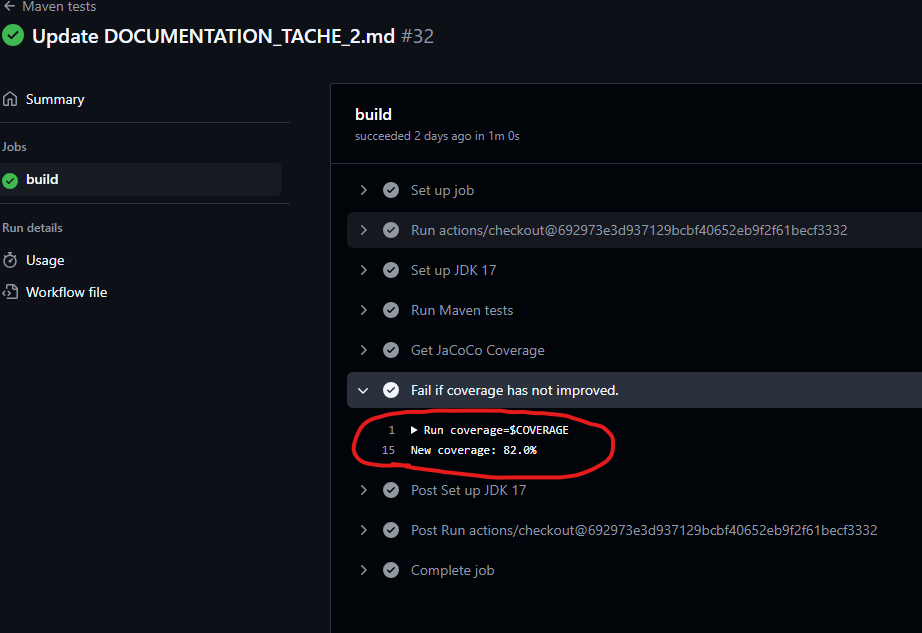 Maven tests
Update DOCUMENTATION_TACHE_2.md #32
Summary
Jobs
build
Run details
Usage
Workflow file
build
succeeded 2 days ago in 1m 0s
Set up job
Run actions/checkout@692973e3d937129bcbf40652eb9f2f61becf3332
Set up JDK 17
Run Maven tests
Get JaCoCo Coverage
Fail if coverage has not improved.
1 Run coverage=$COVERAGE
15 New coverage: 82.0%
Post Set up JDK 17
Post Run actions/checkout@692973e3d937129bcbf40652eb9f2f61becf3332
Complete job